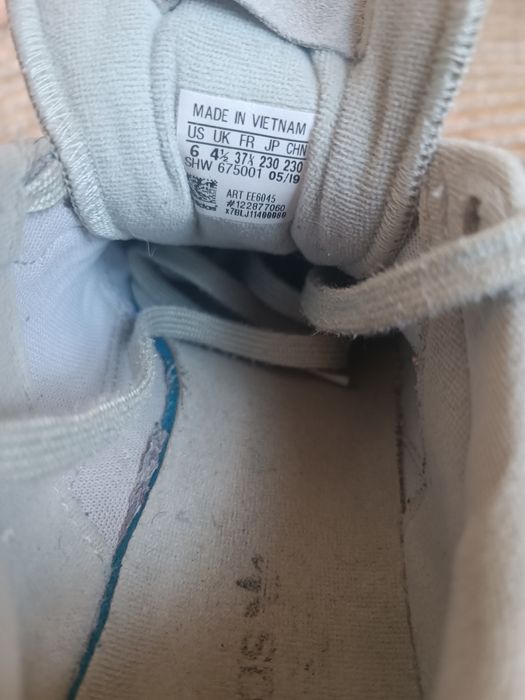 MADE IN VIETNAM
US UK FR JP CHN
6 4½ 37⅓ 230 230
SHW 675001 05/19
ART EE6045
#122877060